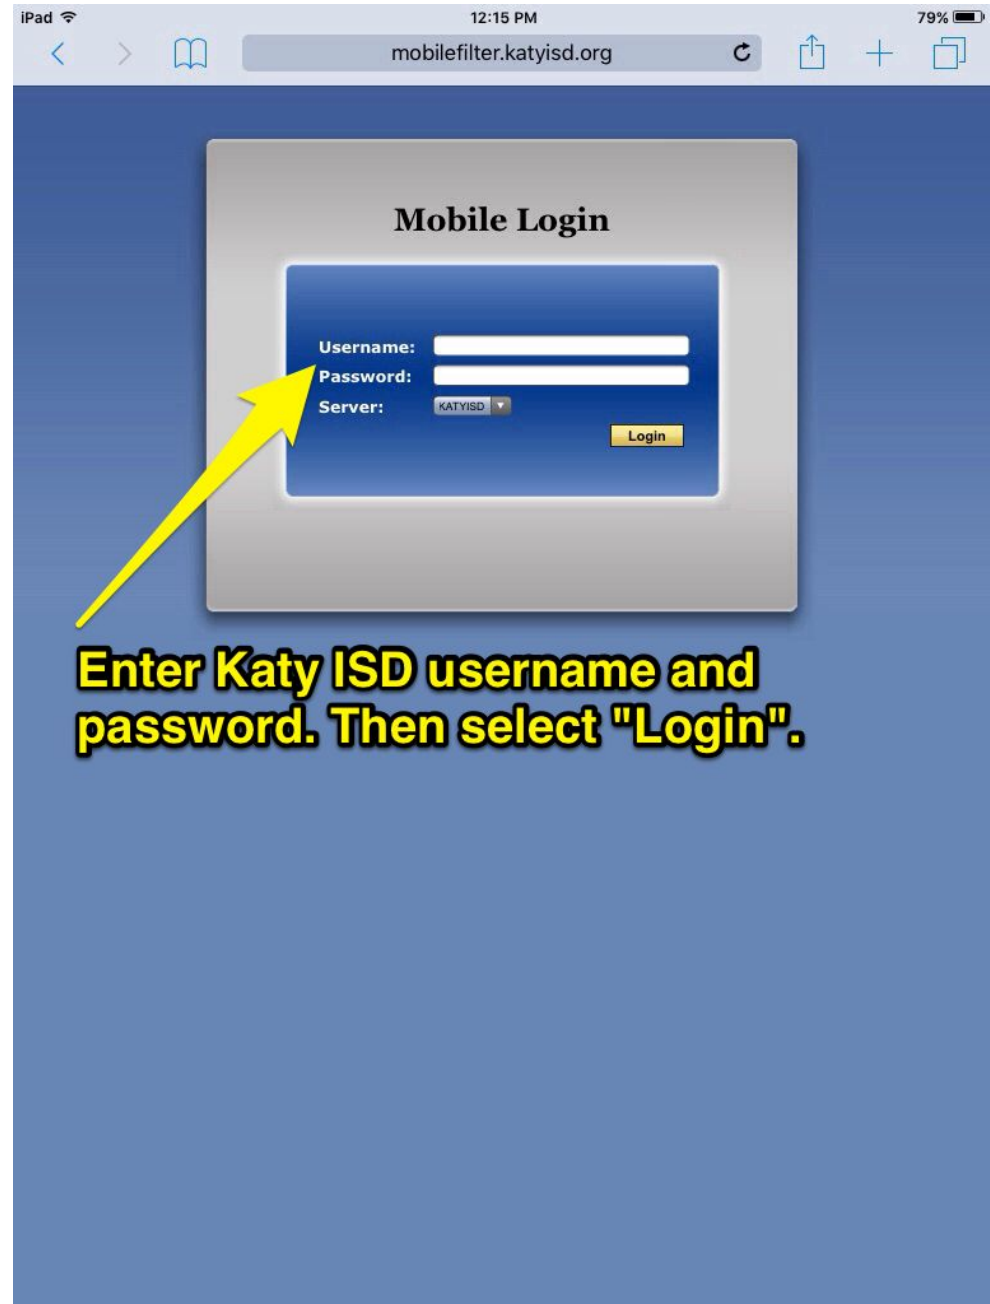 iPad 12:15 PM 79%
mobilefilter.katyisd.org
Mobile Login
Username:
Password:
Server: KATYISD
Login
Enter Katy ISD username and
password. Then select "Login".